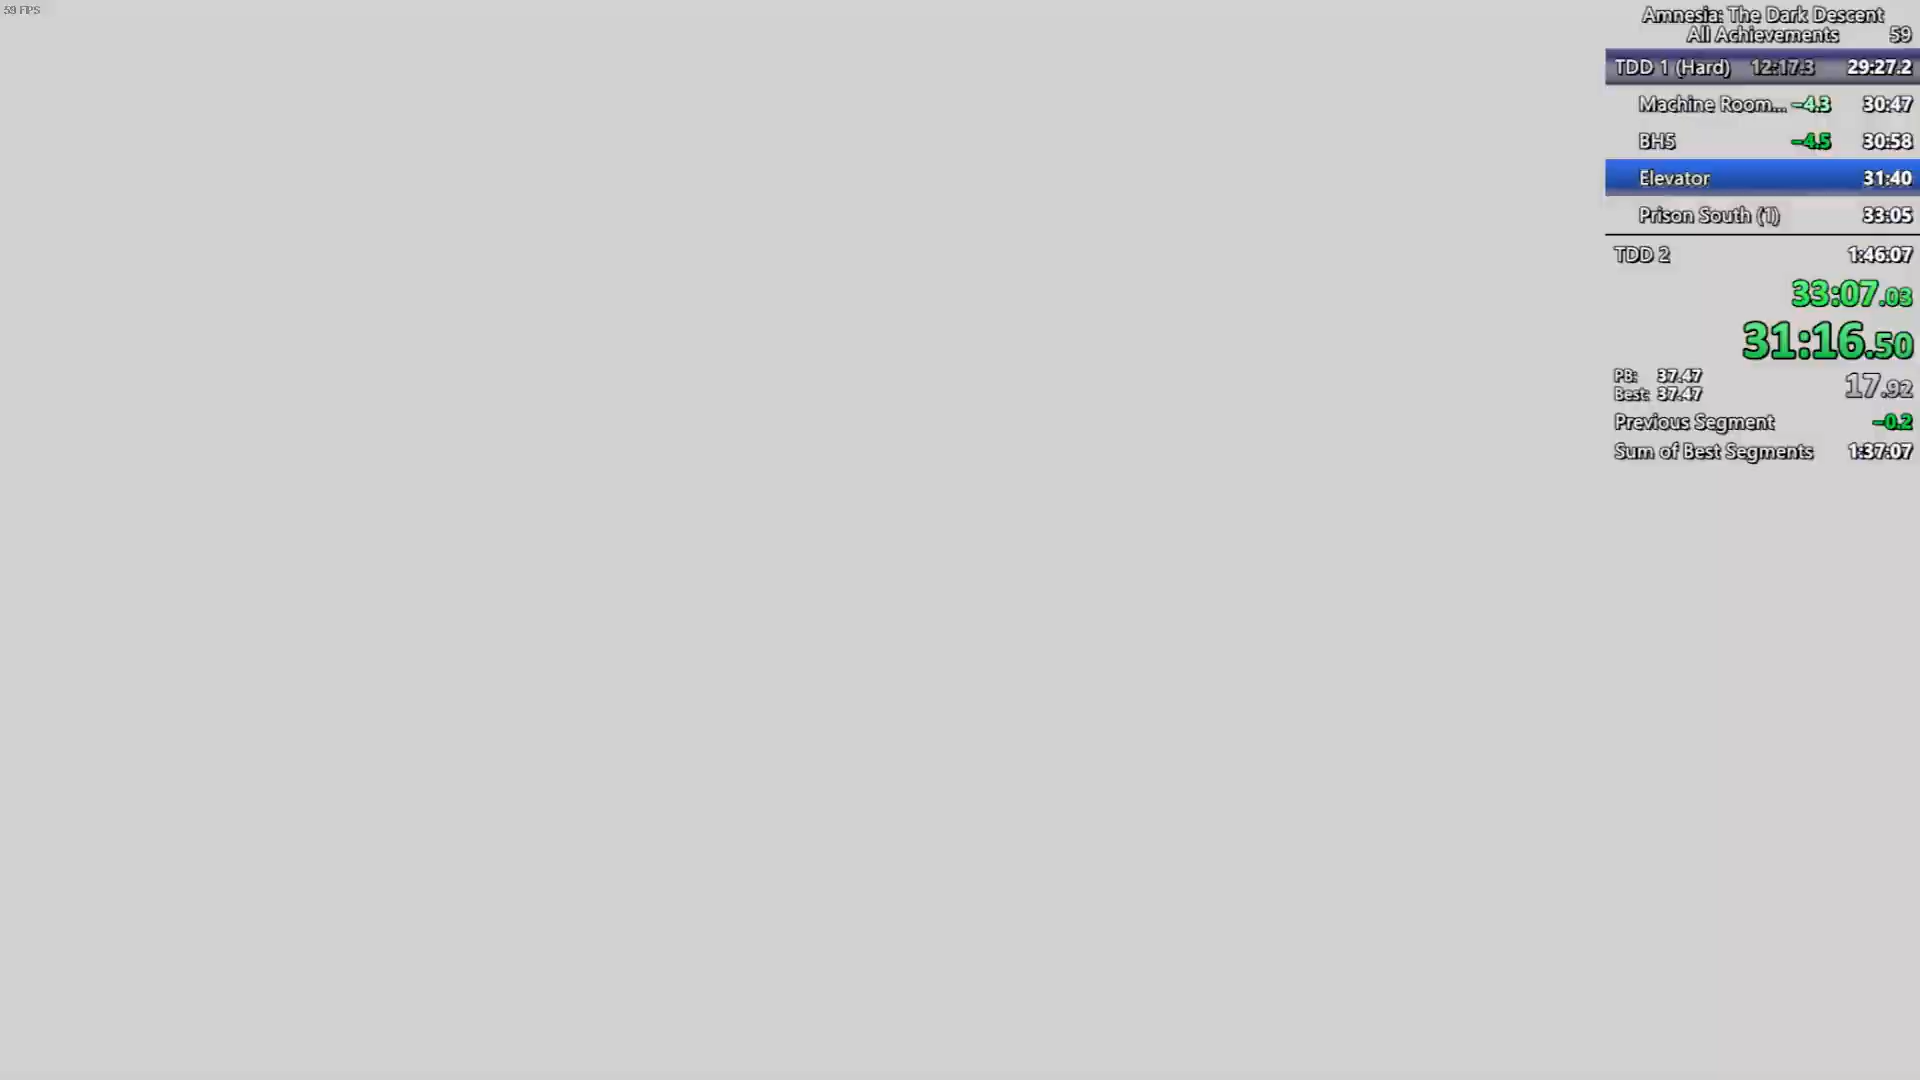 59 FPS
Amnesia: The Dark Descent
All Achievements 59
TDD 1 (Hard) 12:17.3 29:27.2
Machine Room... -4.3 30:47
BH5 -4.5 30:58
Elevator 31:40
Prison South (1) 33:05
TDD 2 1:46:07
33:07.03
31:16.50
PB: 37.47
Best: 37.47
17.92
Previous Segment -0.2
Sum of Best Segments 1:37:07